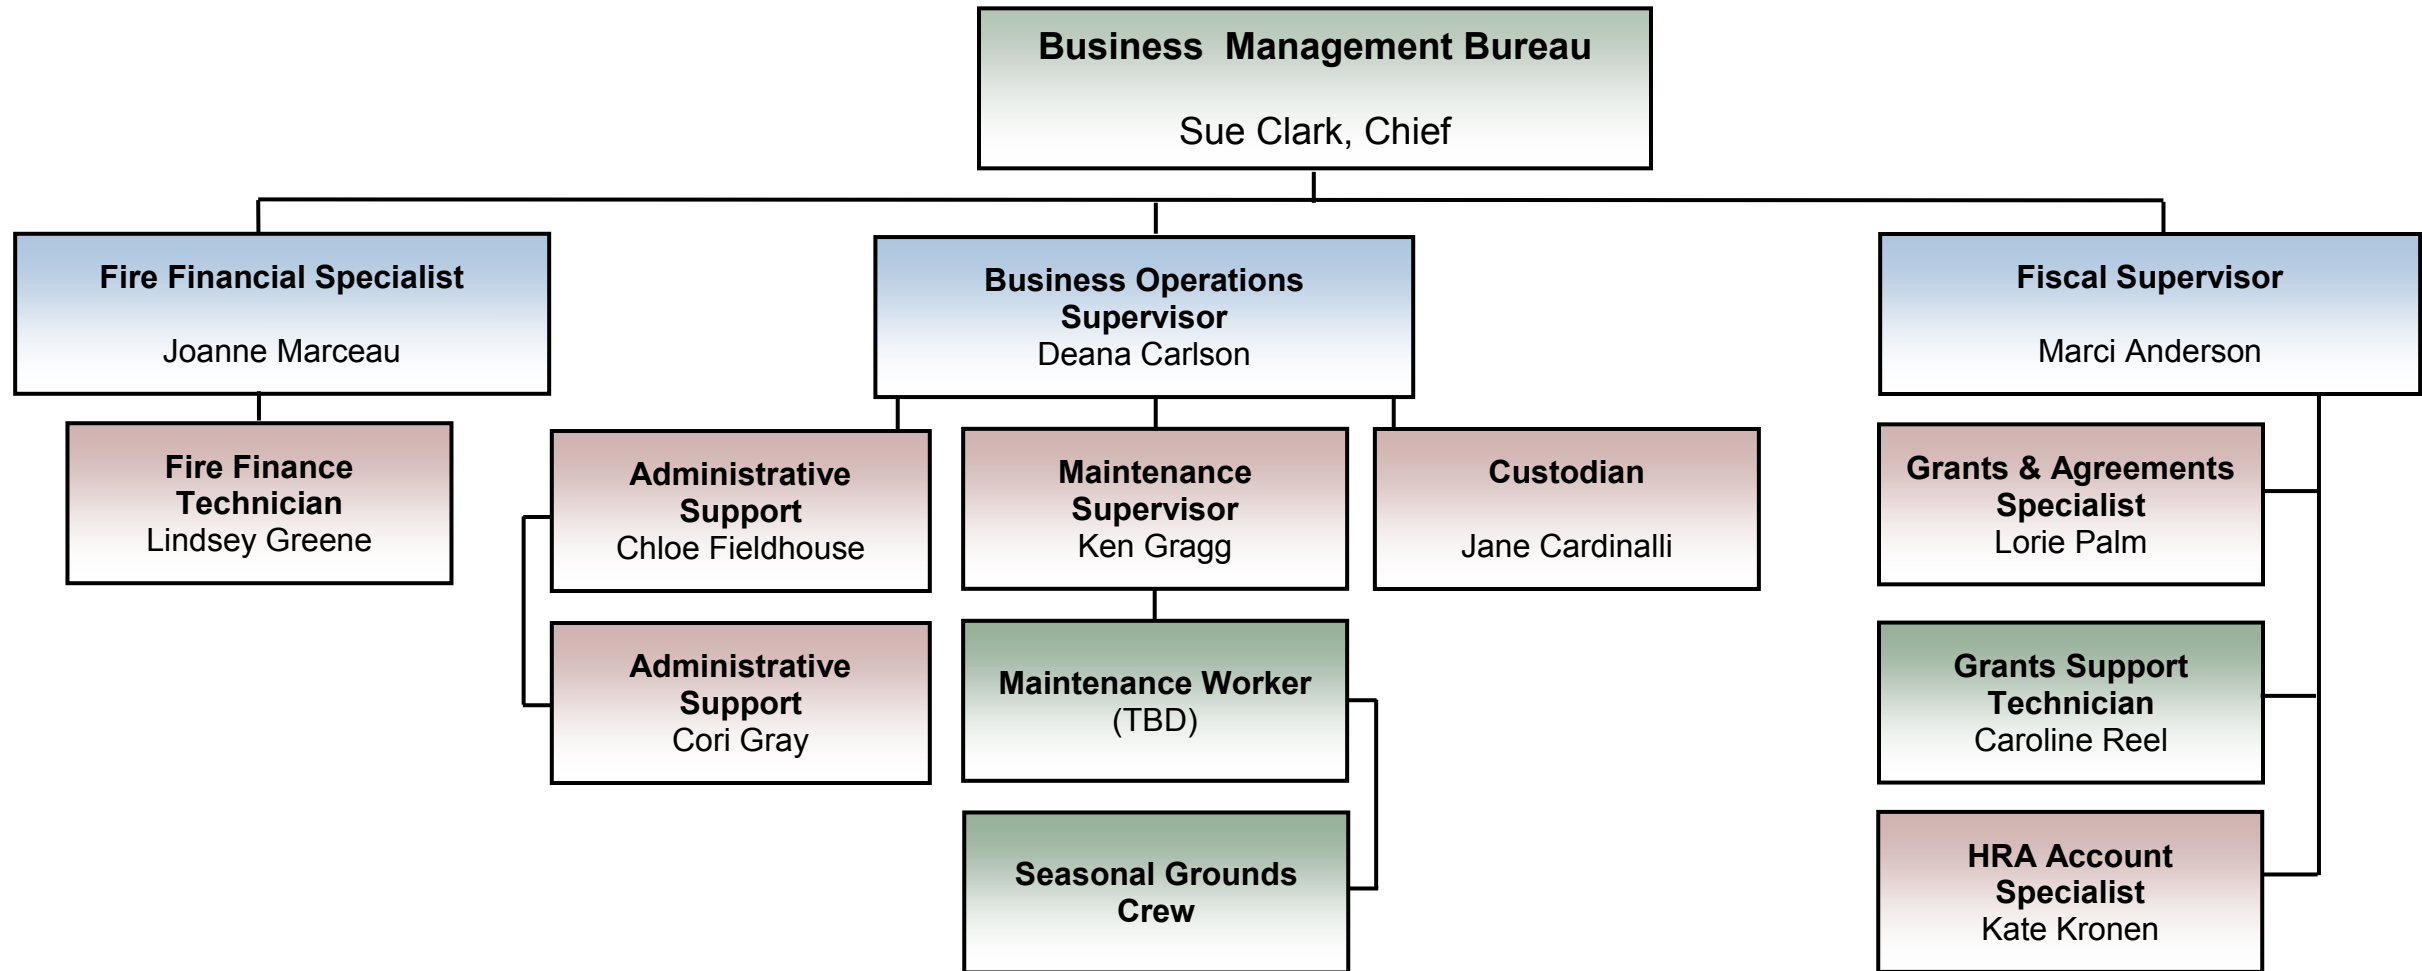 Business Management Bureau
Sue Clark, Chief
Fire Financial Specialist
Joanne Marceau
Business Operations
Supervisor
Deana Carlson
Fiscal Supervisor
Marci Anderson
Fire Finance
Technician
Lindsey Greene
Administrative
Support
Chloe Fieldhouse
Maintenance
Supervisor
Ken Gragg
Custodian
Jane Cardinalli
Grants & Agreements
Specialist
Lorie Palm
Administrative
Support
Cori Gray
Maintenance Worker
(TBD)
Grants Support
Technician
Caroline Reel
Seasonal Grounds
Crew
HRA Account
Specialist
Kate Kronen